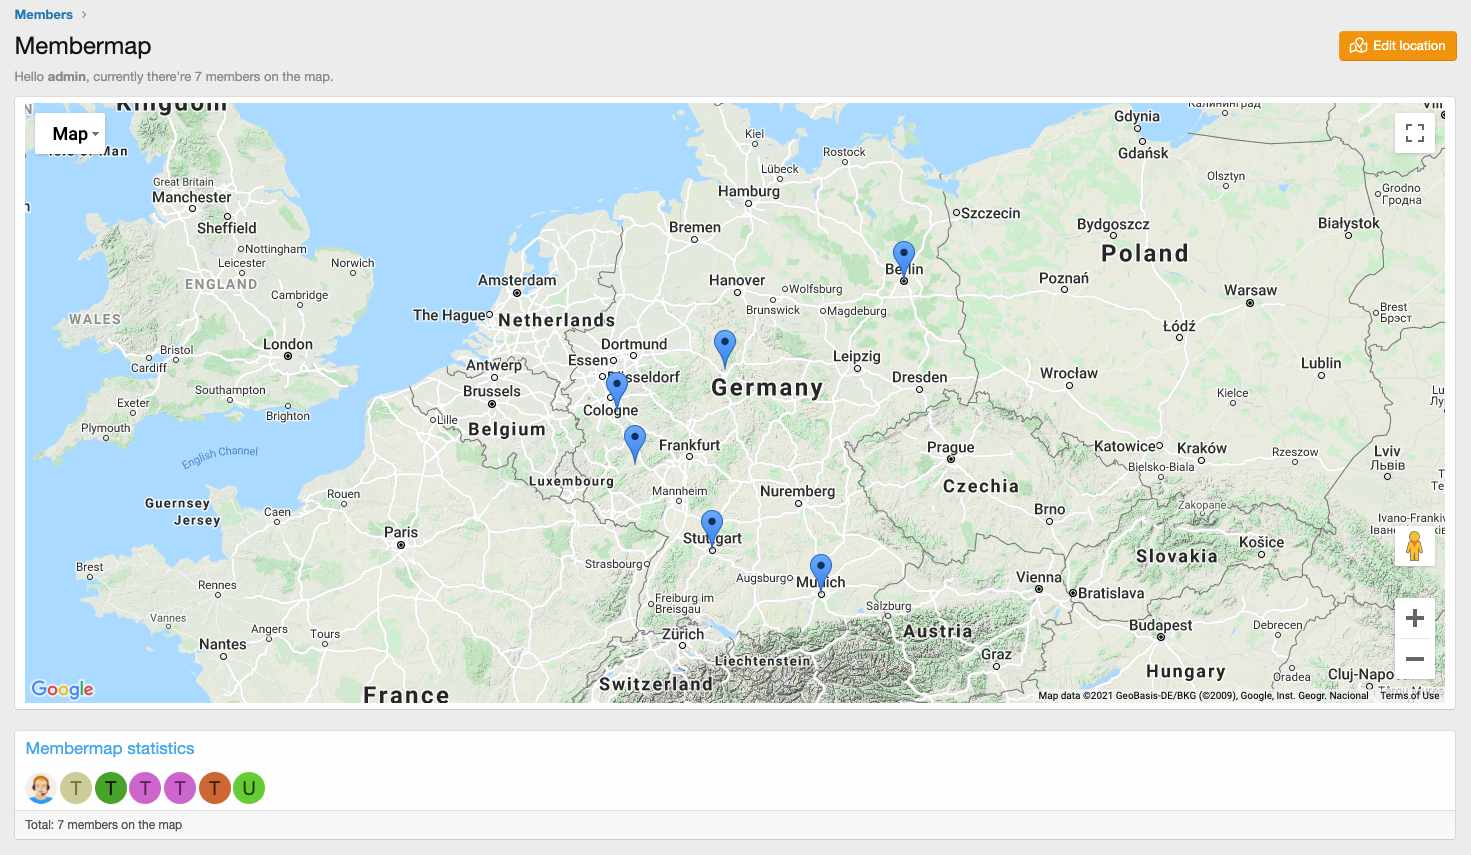 Members
Membermap
Edit location
Hello admin, currently there're 7 members on the map.
Kingdom
Map
Isle of Man
Great Britain
Manchester
Sheffield
Nottingham
Leicester
ENGLAND
Norwich
Cambridge
WALES
London
Bristol
Cardiff
Southampton
Exeter
Brighton
Plymouth
English Channel
Guernsey
Jersey
Caen
Rouen
Paris
Brest
Rennes
Vannes
Nantes
Angers
Tours
France
Kiel
Rostock
Lübeck
Hamburg
Bremen
Szczecin
Amsterdam
Hanover
Wolfsburg
Berlin
The Hague
Netherlands
Brunswick
Magdeburg
Dortmund
Essen
Leipzig
Antwerp
Düsseldorf
Brussels
Germany
Dresden
Cologne
Lille
Belgium
Frankfurt
Luxembourg
Mannheim
Nuremberg
Stuttgart
Strasbourg
Augsburg
Munich
Freiburg im
Breisgau
Salzburg
Zürich
Liechtenstein
Switzerland
Austria
Graz
Vienna
Bratislava
Budapest
Hungary
Debrecen
Oradea
Cluj-Napo
Târgu Mureș
Калининград
Gdynia
Gdańsk
Olsztyn
Grodno
Гродна
Bydgoszcz
Białystok
Poland
Poznań
Warsaw
Brest
Брэст
Łódź
Lublin
Wrocław
Kielce
Prague
Katowice
Kraków
Rzeszow
Lviv
Львів
Bielsko-Biala
Czechia
Brno
Zakopane
Ivano-Frankiv
Slovakia
Košice
Google
Map data ©2021 GeoBasis-DE/BKG (©2009), Google, Inst. Geogr. Nacional
Terms of Use
Membermap statistics
T T T T T U
Total: 7 members on the map